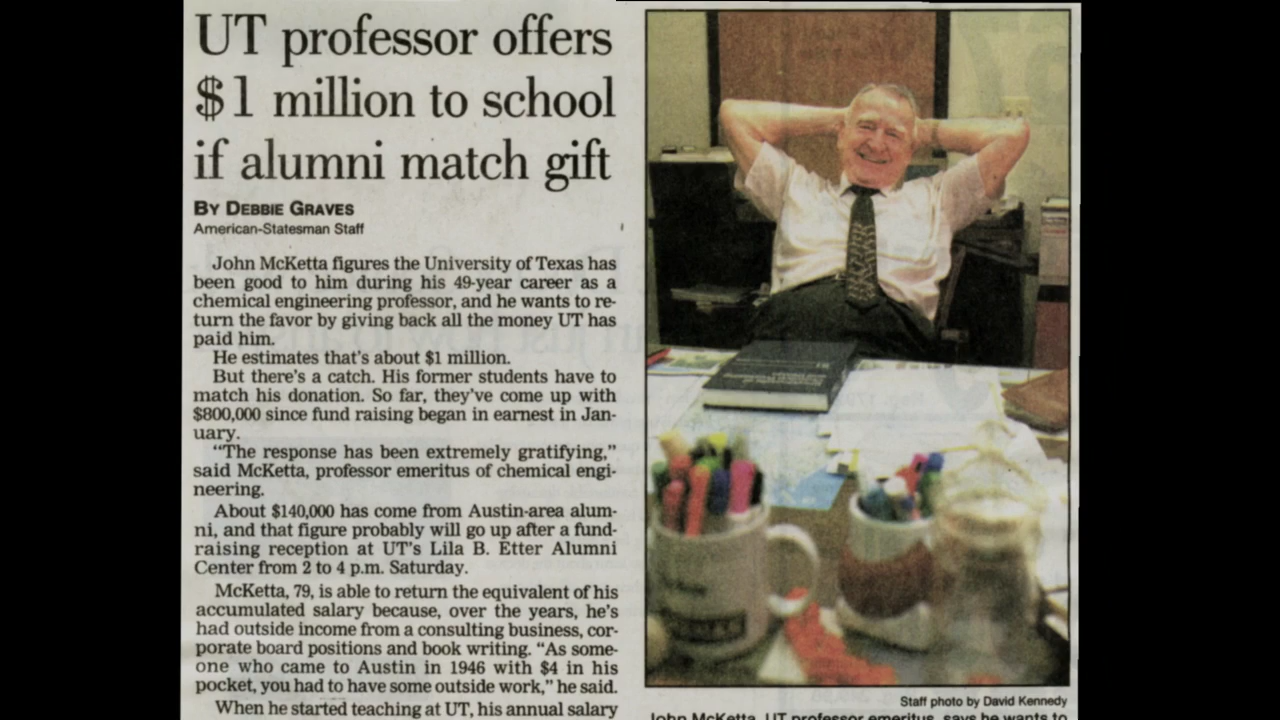 UT professor offers
$1 million to school
if alumni match gift
BY DEBBIE GRAVES
American-Statesman Staff
John McKetta figures the University of Texas has
been good to him during his 49-year career as a
chemical engineering professor, and he wants to re-
turn the favor by giving back all the money UT has
paid him.
He estimates that's about $1 million.
But there's a catch. His former students have to
match his donation. So far, they've come up with
$800,000 since fund raising began in earnest in Jan-
uary.
“The response has been extremely gratifying,”
said McKetta, professor emeritus of chemical engi-
neering.
About $140,000 has come from Austin-area alum-
ni, and that figure probably will go up after a fund-
raising reception at UT's Lila B. Etter Alumni
Center from 2 to 4 p.m. Saturday.
McKetta, 79, is able to return the equivalent of his
accumulated salary because, over the years, he's
had outside income from a consulting business, cor-
porate board positions and book writing. “As some-
one who came to Austin in 1946 with $4 in his
pocket, you had to have some outside work,” he said.
When he started teaching at UT, his annual salary
Staff photo by David Kennedy
John McKetta, UT professor emeritus, says he wants to